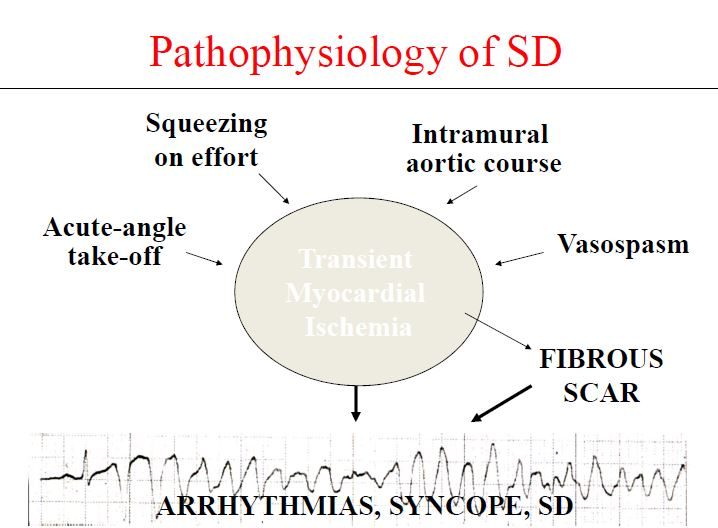 Pathophysiology of SD
Squeezing
on effort
Intramural
aortic course
Acute-angle
take-off
Vasospasm
Transient
Myocardial
Ischemia
FIBROUS
SCAR
ARRHYTHMIAS, SYNCOPE, SD